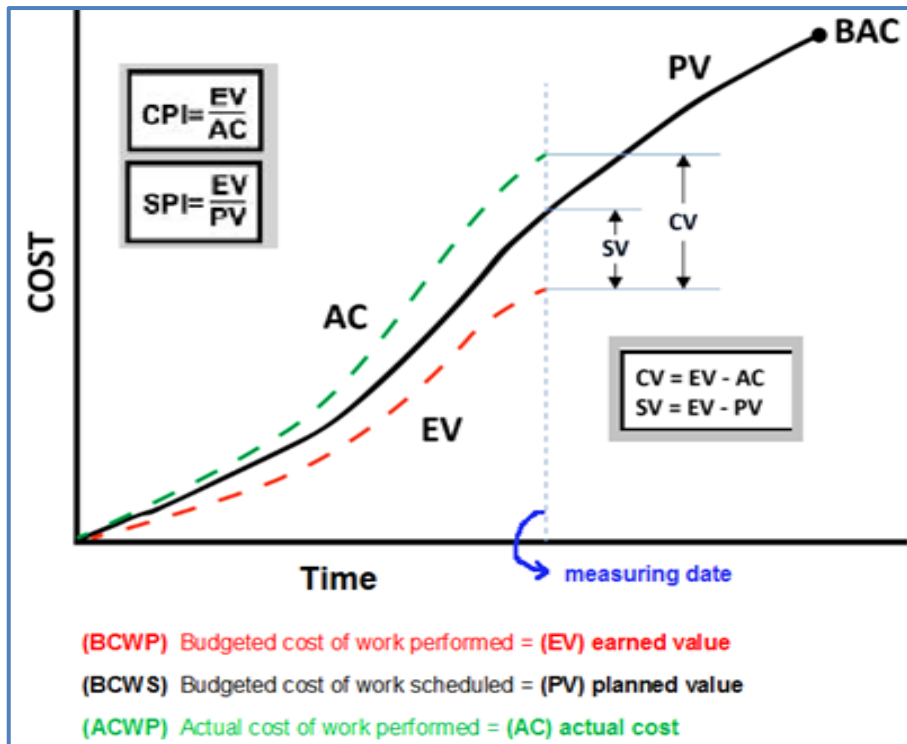 BAC
PV
CPI= EV
AC
SPI= EV
PV
CV
SV
COST
AC
EV
CV = EV - AC
SV = EV - PV
Time
measuring date
(BCWP) Budgeted cost of work performed = (EV) earned value
(BCWS) Budgeted cost of work scheduled = (PV) planned value
(ACWP) Actual cost of work performed = (AC) actual cost